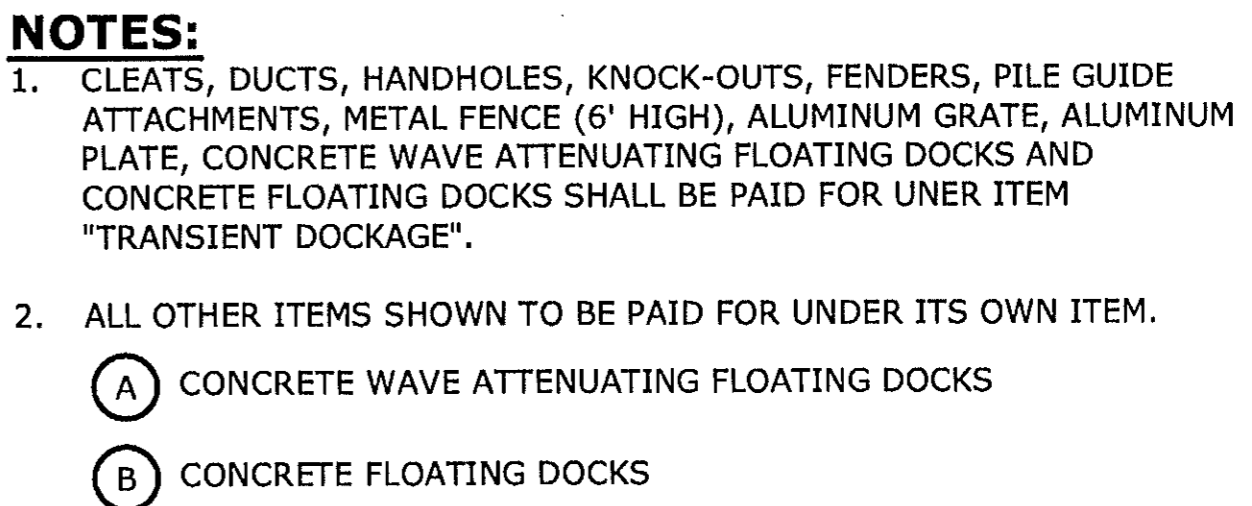 NOTES:
1. CLEATS, DUCTS, HANDHOLES, KNOCK-OUTS, FENDERS, PILE GUIDE
ATTACHMENTS, METAL FENCE (6' HIGH), ALUMINUM GRATE, ALUMINUM
PLATE, CONCRETE WAVE ATTENUATING FLOATING DOCKS AND
CONCRETE FLOATING DOCKS SHALL BE PAID FOR UNER ITEM
"TRANSIENT DOCKAGE".
2. ALL OTHER ITEMS SHOWN TO BE PAID FOR UNDER ITS OWN ITEM.
A CONCRETE WAVE ATTENUATING FLOATING DOCKS
B CONCRETE FLOATING DOCKS